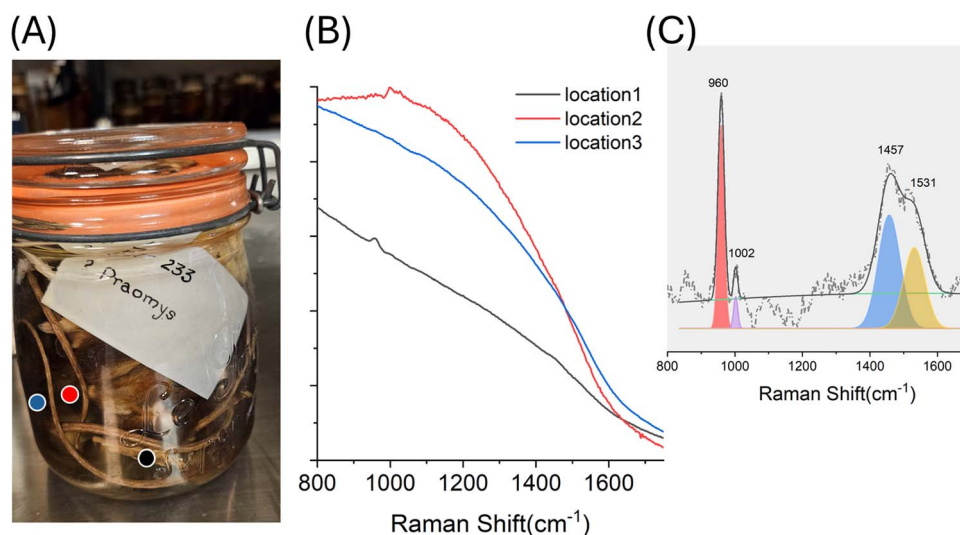 (A)
233
? Praomys
(B)
location1
location2
location3
800 1000 1200 1400 1600
Raman Shift(cm⁻¹)
(C)
960
1002
1457
1531
800 1000 1200 1400 1600
Raman Shift(cm⁻¹)